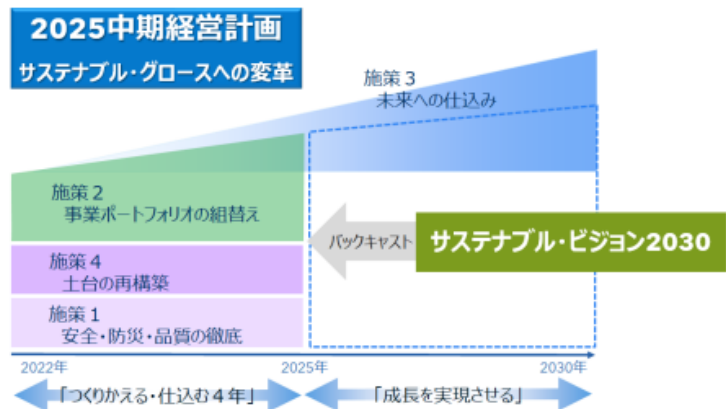 2025中期経営計画
サステナブル・グロースへの変革
施策３
未来への仕込み
施策２
事業ポートフォリオの組替え
バックキャスト
サステナブル・ビジョン2030
施策４
土台の再構築
施策１
安全・防災・品質の徹底
2022年
2025年
2030年
「つくりかえる・仕込む４年」
「成長を実現させる」